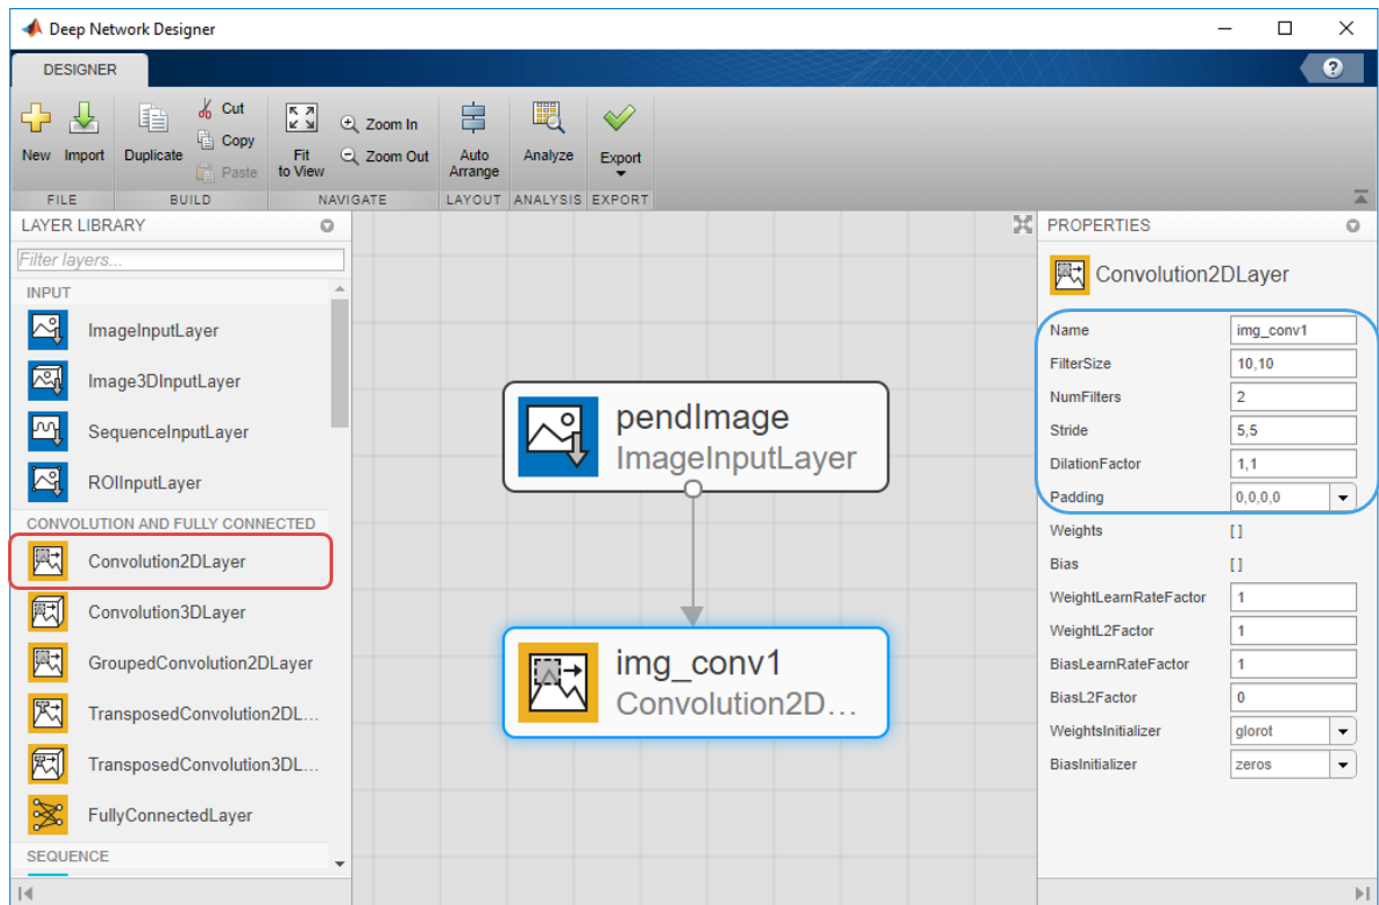 Deep Network Designer
DESIGNER
?
New
Import
Duplicate
Cut
Copy
Paste
Fit
to View
Zoom In
Zoom Out
Auto
Arrange
Analyze
Export
FILE
BUILD
NAVIGATE
LAYOUT
ANALYSIS
EXPORT
LAYER LIBRARY
Filter layers...
INPUT
ImageInputLayer
Image3DInputLayer
SequenceInputLayer
ROIInputLayer
CONVOLUTION AND FULLY CONNECTED
Convolution2DLayer
Convolution3DLayer
GroupedConvolution2DLayer
TransposedConvolution2DL...
TransposedConvolution3DL...
FullyConnectedLayer
SEQUENCE
pendImage
ImageInputLayer
img_conv1
Convolution2D...
PROPERTIES
Convolution2DLayer
Name img_conv1
FilterSize 10,10
NumFilters 2
Stride 5,5
DilationFactor 1,1
Padding 0,0,0,0
Weights []
Bias []
WeightLearnRateFactor 1
WeightL2Factor 1
BiasLearnRateFactor 1
BiasL2Factor 0
WeightsInitializer glorot
BiasInitializer zeros